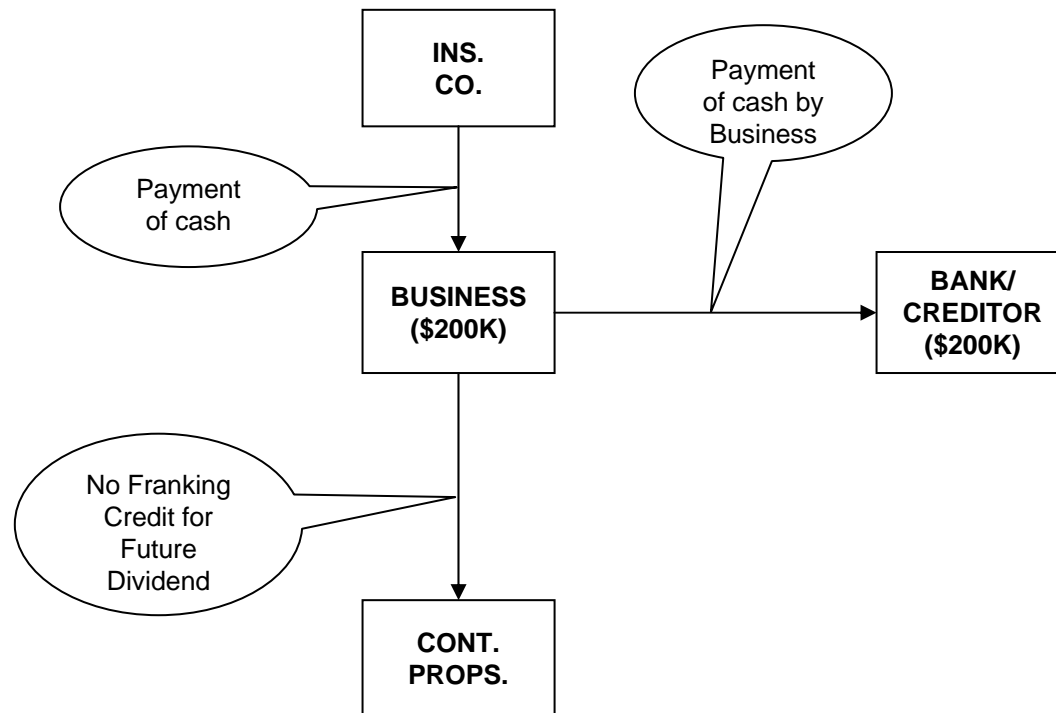 INS.
CO.
Payment
of cash by
Business
Payment
of cash
BUSINESS
($200K)
BANK/
CREDITOR
($200K)
No Franking
Credit for
Future
Dividend
CONT.
PROPS.